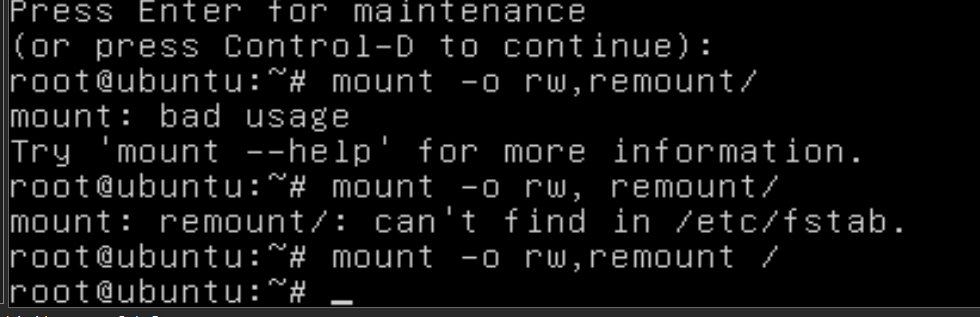 Press Enter for maintenance
(or press Control-D to continue):
root@ubuntu:~# mount -o rw,remount/
mount: bad usage
Try 'mount --help' for more information.
root@ubuntu:~# mount -o rw, remount/
mount: remount/: can't find in /etc/fstab.
root@ubuntu:~# mount -o rw,remount /
root@ubuntu:~# _